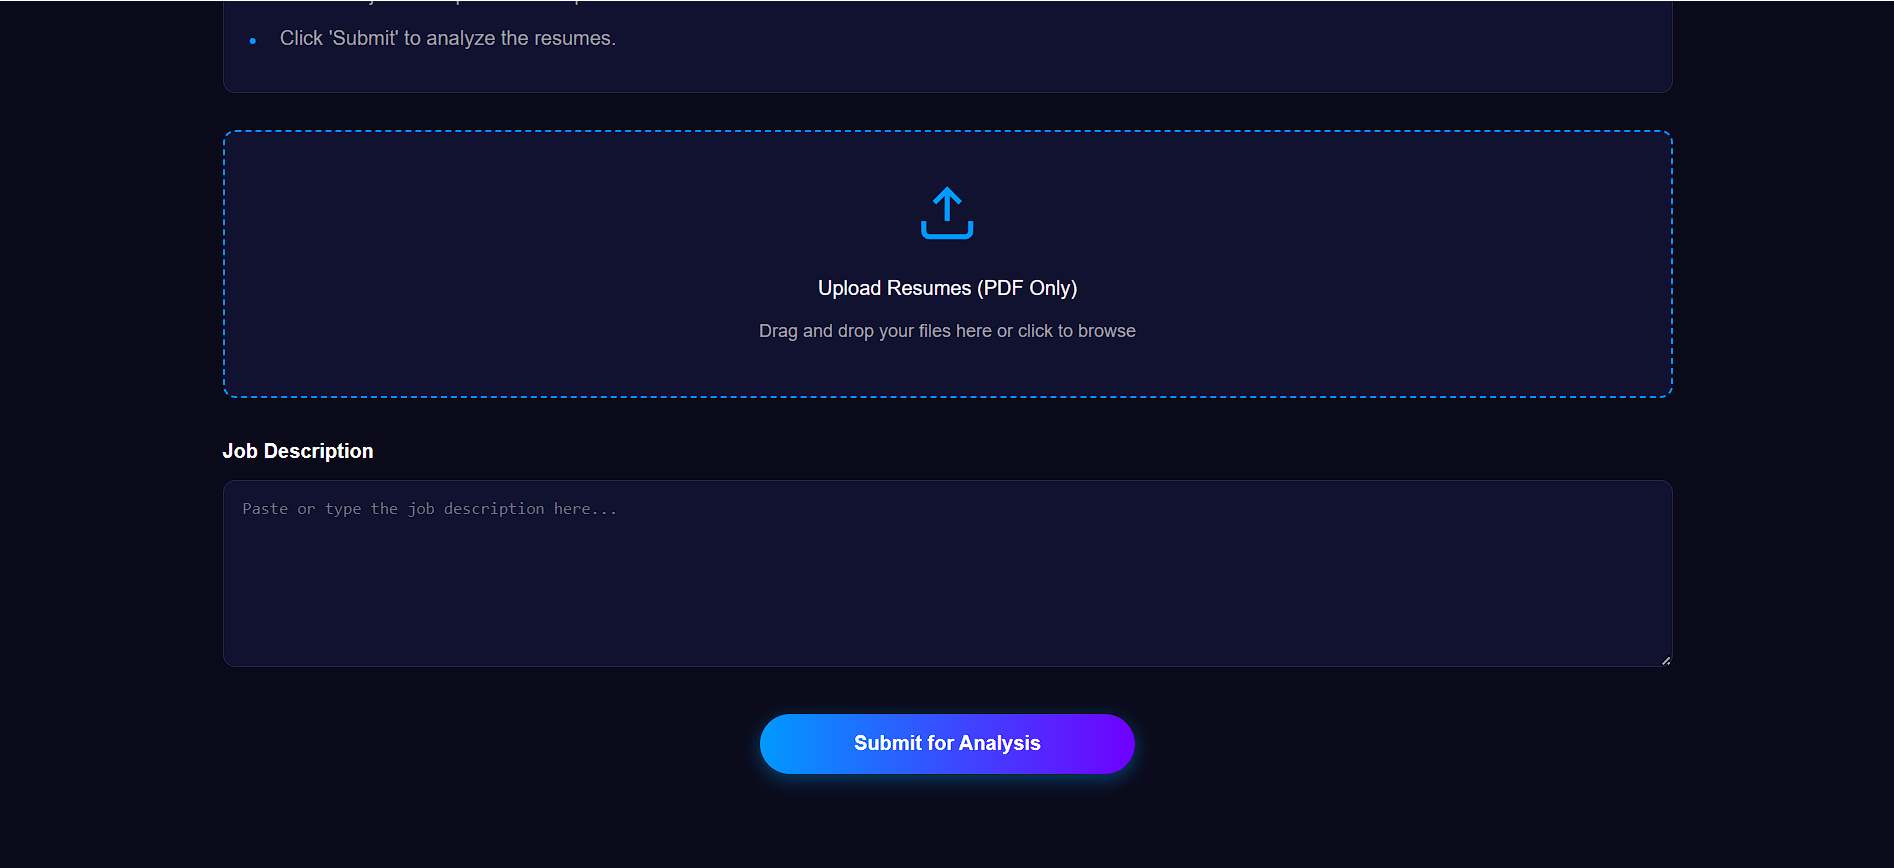 Click 'Submit' to analyze the resumes.
Upload Resumes (PDF Only)
Drag and drop your files here or click to browse
Job Description
Paste or type the job description here...
Submit for Analysis